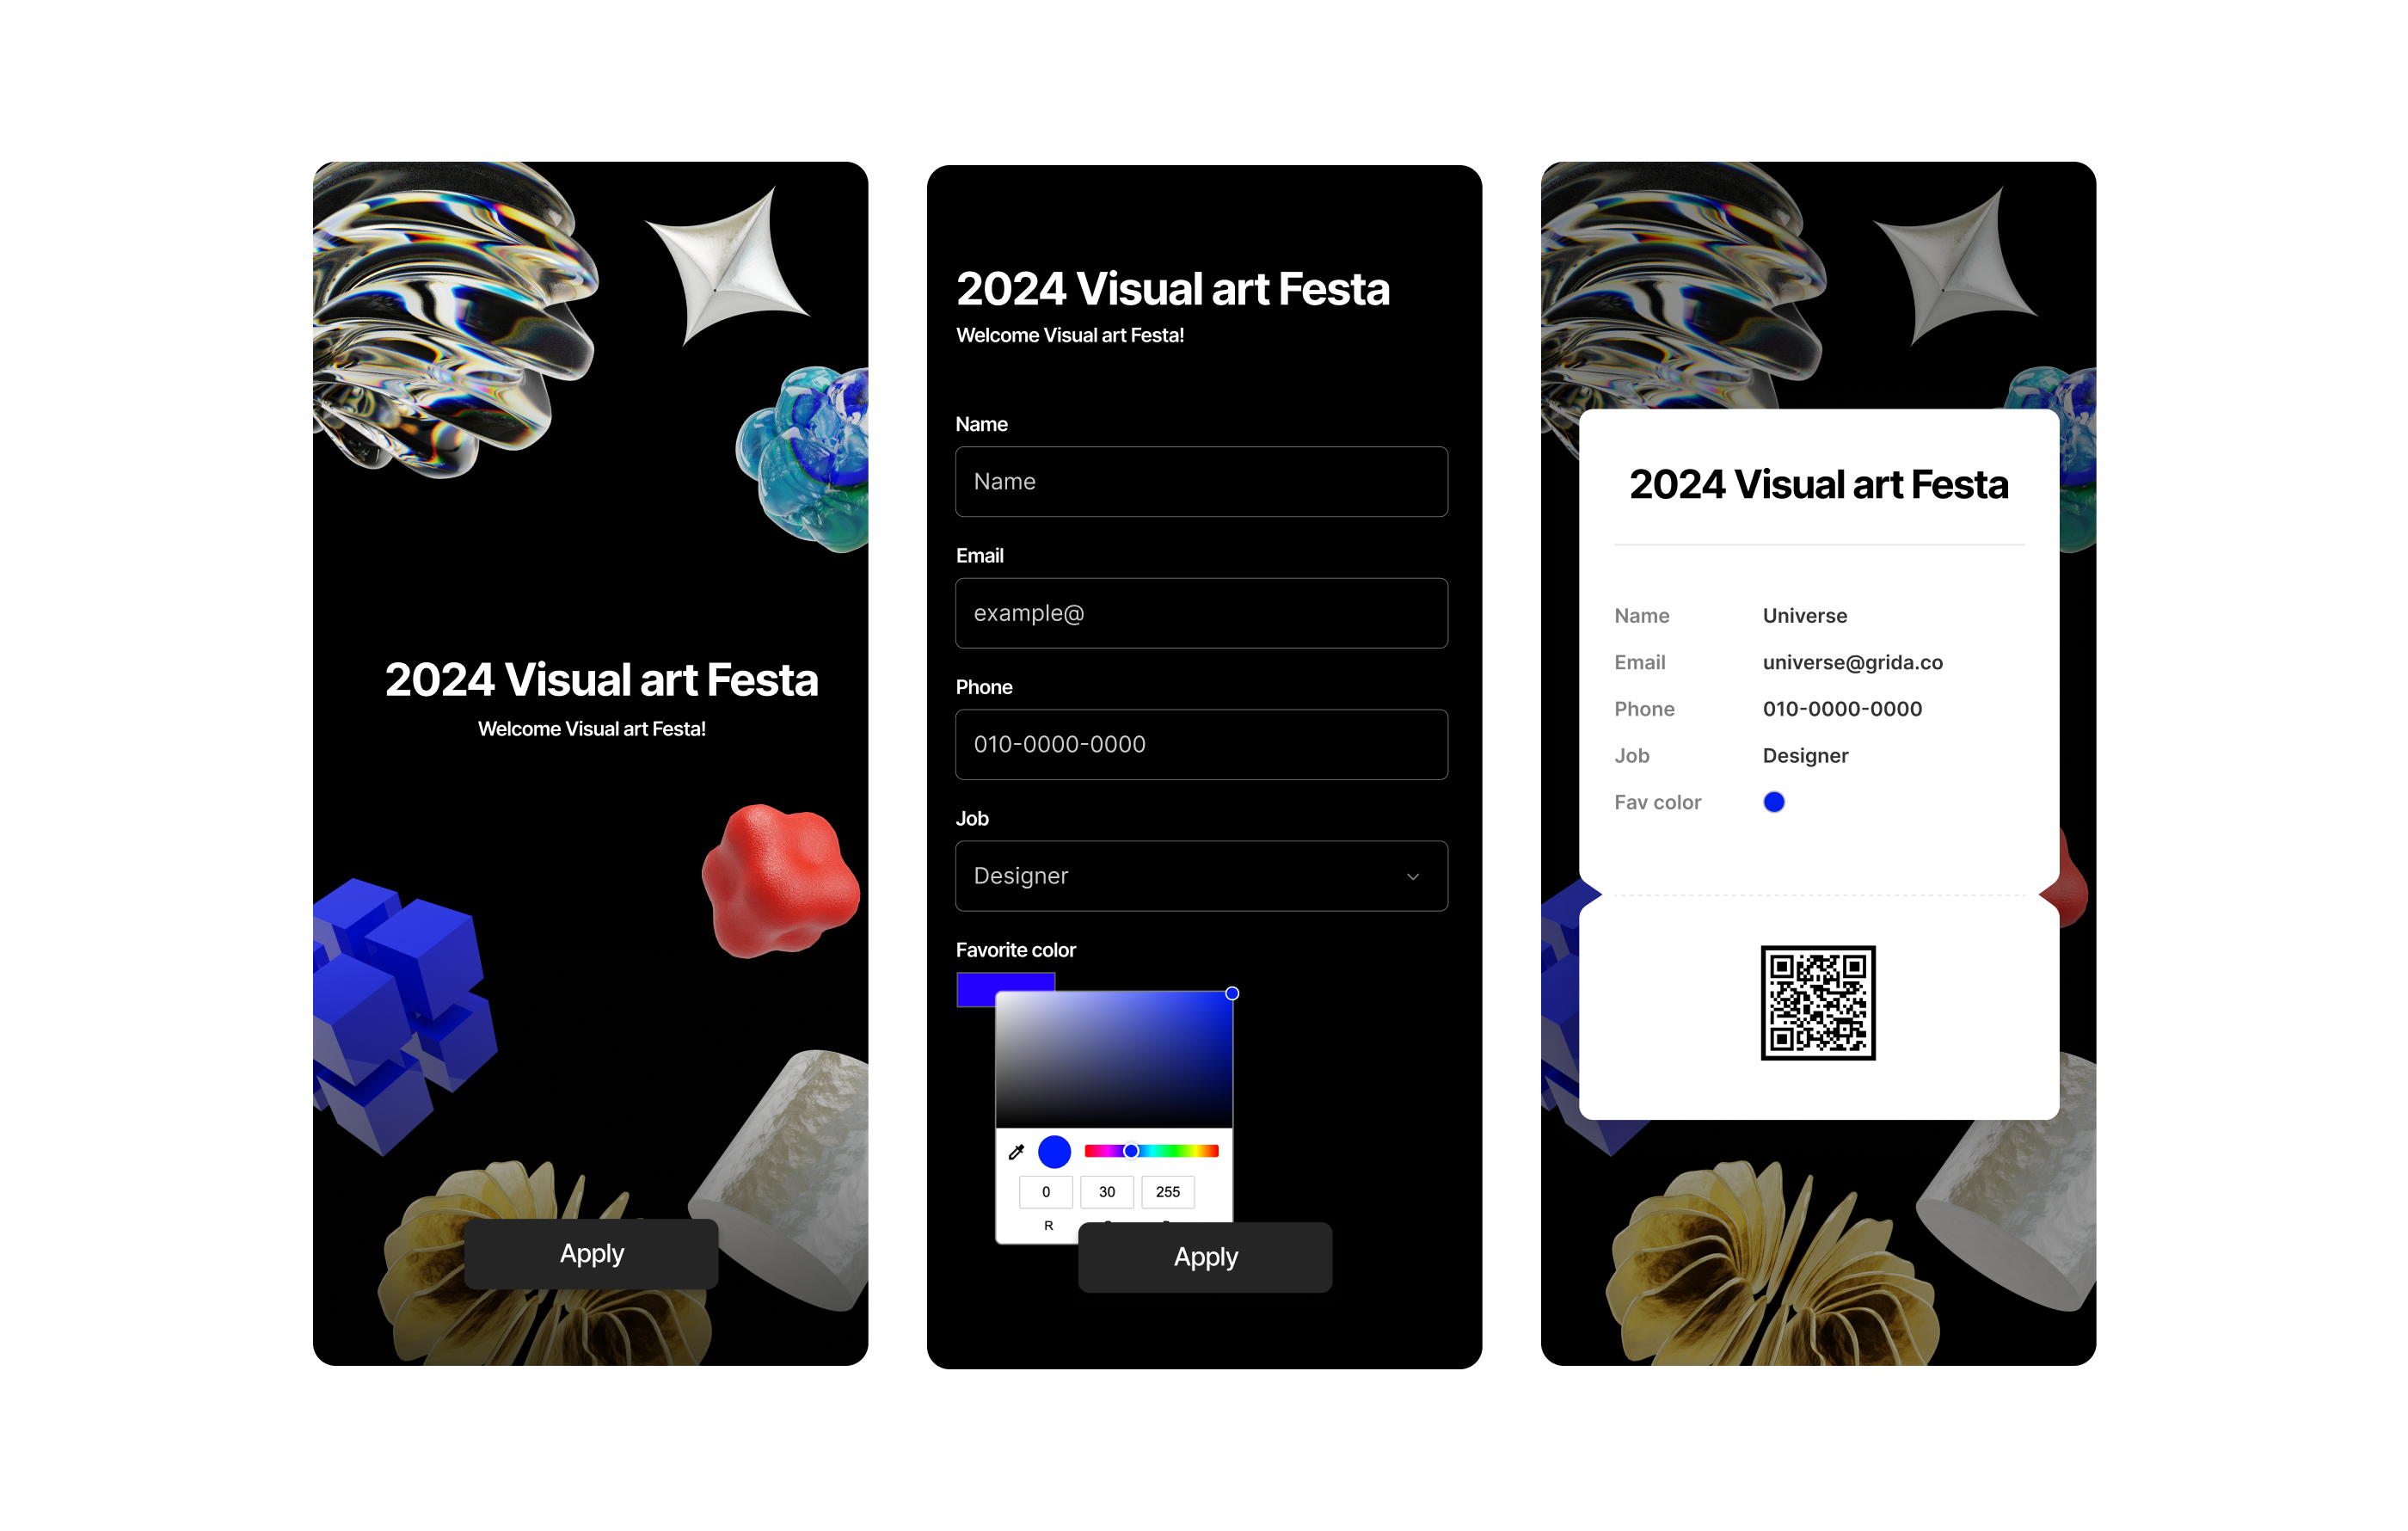 2024 Visual art Festa
Welcome Visual art Festa!
Apply
2024 Visual art Festa
Welcome Visual art Festa!
Name
Name
Email
example@
Phone
010-0000-0000
Job
Designer
Favorite color
0 30 255
R
Apply
2024 Visual art Festa
Name Universe
Email universe@grida.co
Phone 010-0000-0000
Job Designer
Fav color